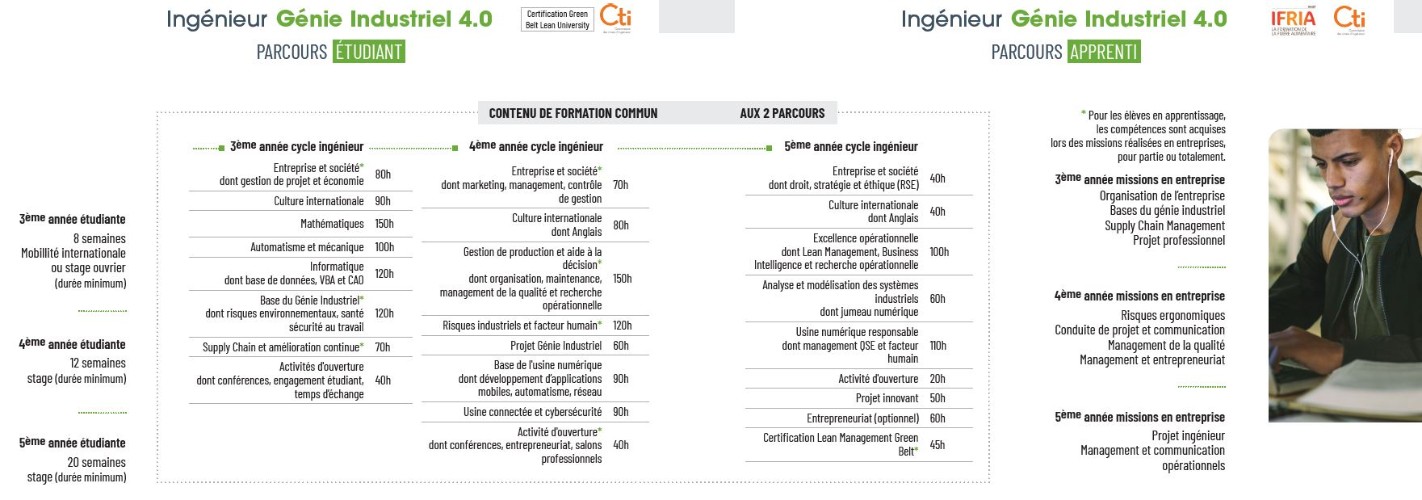 Ingénieur Génie Industriel 4.0
Certification Green
Belt Lean University
Cti
PARCOURS ÉTUDIANT
Ingénieur Génie Industriel 4.0
IFRIA
Cti
PARCOURS APPRENTI
CONTENU DE FORMATION COMMUN AUX 2 PARCOURS
3ème année étudiante
8 semaines
Mobillité internationale
ou stage ouvrier
(durée minimum)
4ème année étudiante
12 semaines
stage (durée minimum)
5ème année étudiante
20 semaines
stage (durée minimum)
3ème année cycle ingénieur
Entreprise et société*
dont gestion de projet et économie 80h
Culture internationale 90h
Mathématiques 150h
Automatisme et mécanique 100h
Informatique
dont base de données, VBA et CAO 120h
Base du Génie Industriel*
dont risques environnementaux, santé 120h
sécurité au travail
Supply Chain et amélioration continue* 70h
Activités d'ouverture
dont conférences, engagement étudiant, 40h
temps d'échange
4ème année cycle ingénieur
Entreprise et société*
dont marketing, management, contrôle 70h
de gestion
Culture internationale
dont Anglais 80h
Gestion de production et aide à la
décision*
dont organisation, maintenance, 150h
management de la qualité et recherche
opérationnelle
Risques industriels et facteur humain* 120h
Projet Génie Industriel 60h
Base de l'usine numérique
dont développement d'applications 90h
mobiles, automatisme, réseau
Usine connectée et cybersécurité 90h
Activité d'ouverture*
dont conférences, entrepreneuriat, salons 40h
professionnels
5ème année cycle ingénieur
Entreprise et société
dont droit, stratégie et éthique (RSE) 40h
Culture internationale
dont Anglais 40h
Excellence opérationnelle
dont Lean Management, Business 100h
Intelligence et recherche opérationnelle
Analyse et modélisation des systèmes
industriels 60h
dont jumeau numérique
Usine numérique responsable
dont management QSE et facteur 110h
humain
Activité d'ouverture 20h
Projet innovant 50h
Entrepreneuriat (optionnel) 60h
Certification Lean Management Green
Belt* 45h
* Pour les élèves en apprentissage,
les compétences sont acquises
lors des missions réalisées en entreprises,
pour partie ou totalement.
3ème année missions en entreprise
Organisation de l'entreprise
Bases du génie industriel
Supply Chain Management
Projet professionnel
4ème année missions en entreprise
Risques ergonomiques
Conduite de projet et communication
Management de la qualité
Management et entrepreneuriat
5ème année missions en entreprise
Projet ingénieur
Management et communication
opérationnels